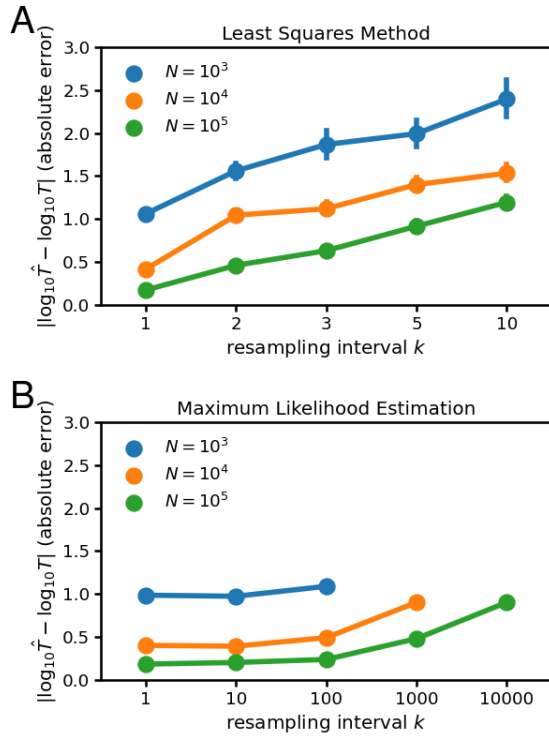 A
Least Squares Method
|log₁₀T̂ − log₁₀T| (absolute error)
3.0
2.5
2.0
1.5
1.0
0.5
0.0
N = 10³
N = 10⁴
N = 10⁵
1 2 3 5 10
resampling interval k
B
Maximum Likelihood Estimation
|log₁₀T̂ − log₁₀T| (absolute error)
3.0
2.5
2.0
1.5
1.0
0.5
0.0
N = 10³
N = 10⁴
N = 10⁵
1 10 100 1000 10000
resampling interval k